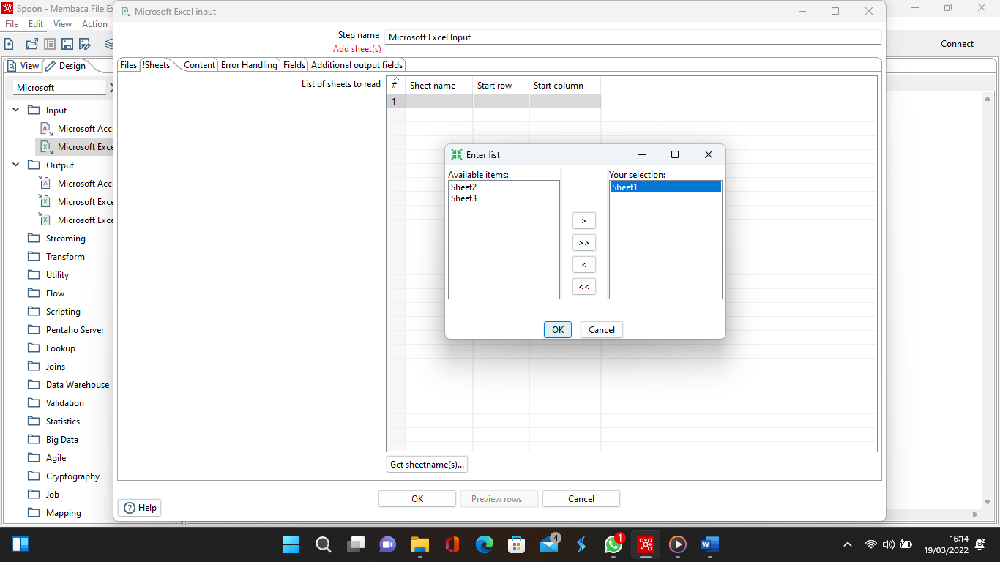 Spoon - Membaca File Ex
Microsoft Excel input
File Edit View Action
Step name Microsoft Excel Input
Add sheet(s)
Connect
View Design
Files !Sheets Content Error Handling Fields Additional output fields
Microsoft
List of sheets to read
# Sheet name Start row Start column
1
Input
Microsoft Acc
Microsoft Exce
Output
Microsoft Acc
Microsoft Exce
Microsoft Exce
Streaming
Transform
Utility
Flow
Scripting
Pentaho Server
Lookup
Joins
Data Warehouse
Validation
Statistics
Big Data
Agile
Cryptography
Job
Mapping
Enter list
Available items: Your selection:
Sheet2
Sheet3
Sheet1
>
>>
<
<<
OK Cancel
Get sheetname(s)...
OK Preview rows Cancel
Help
4
1
16:14
19/03/2022